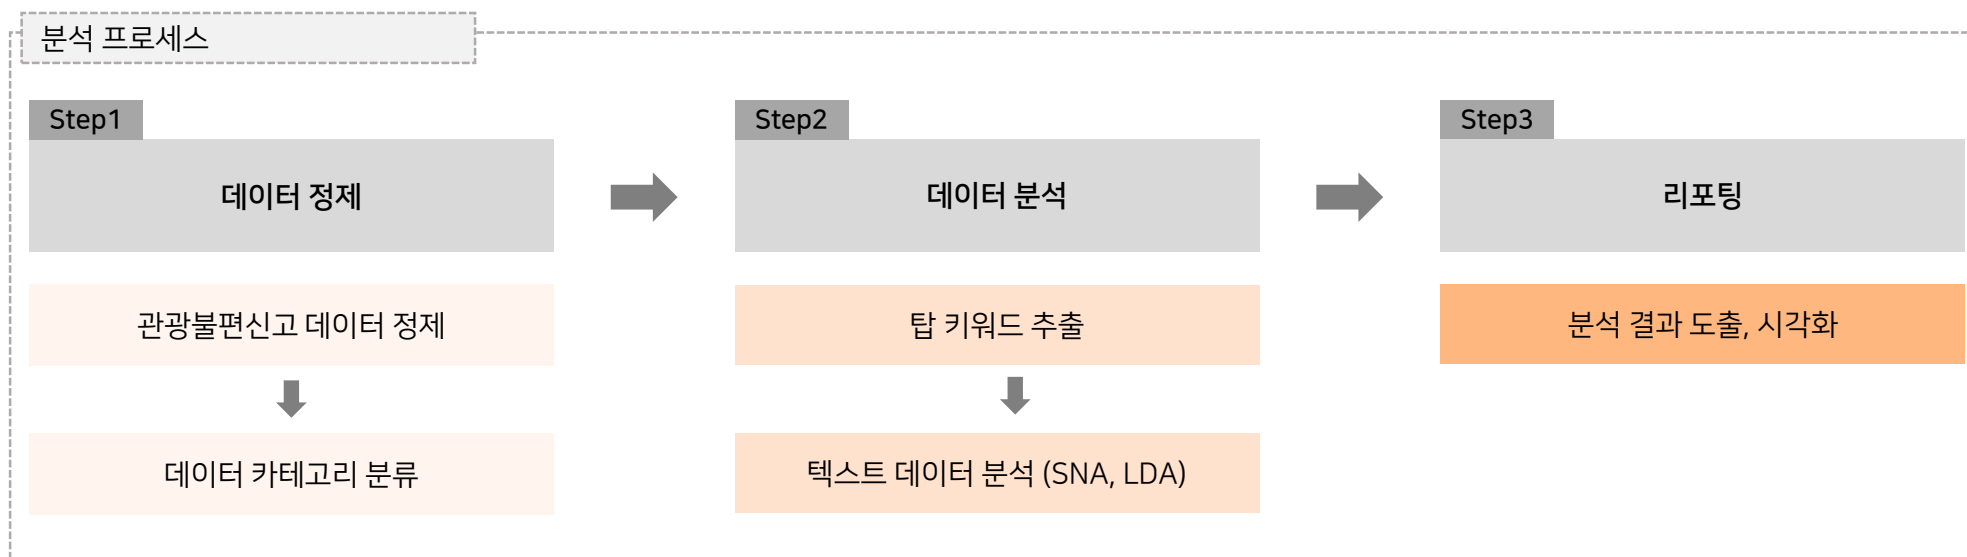 분석 프로세스
Step1
데이터 정제
관광불편신고 데이터 정제
데이터 카테고리 분류
Step2
데이터 분석
탑 키워드 추출
텍스트 데이터 분석 (SNA, LDA)
Step3
리포팅
분석 결과 도출, 시각화